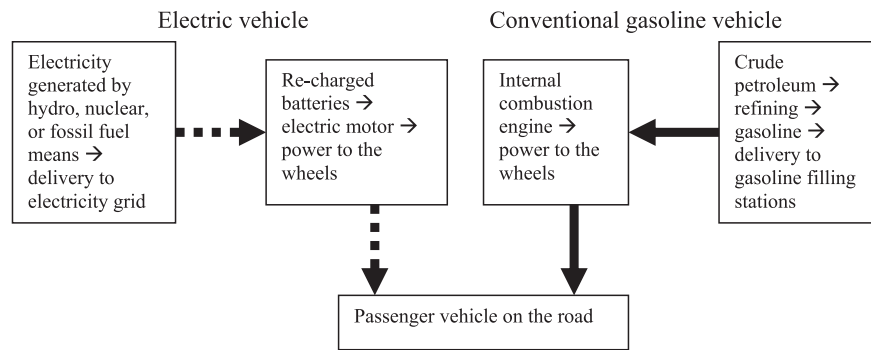 Electric vehicle
Conventional gasoline vehicle
Electricity
generated by
hydro, nuclear,
or fossil fuel
means →
delivery to
electricity grid
Re-charged
batteries →
electric motor →
power to the
wheels
Internal
combustion
engine →
power to the
wheels
Crude
petroleum →
refining →
gasoline →
delivery to
gasoline filling
stations
Passenger vehicle on the road